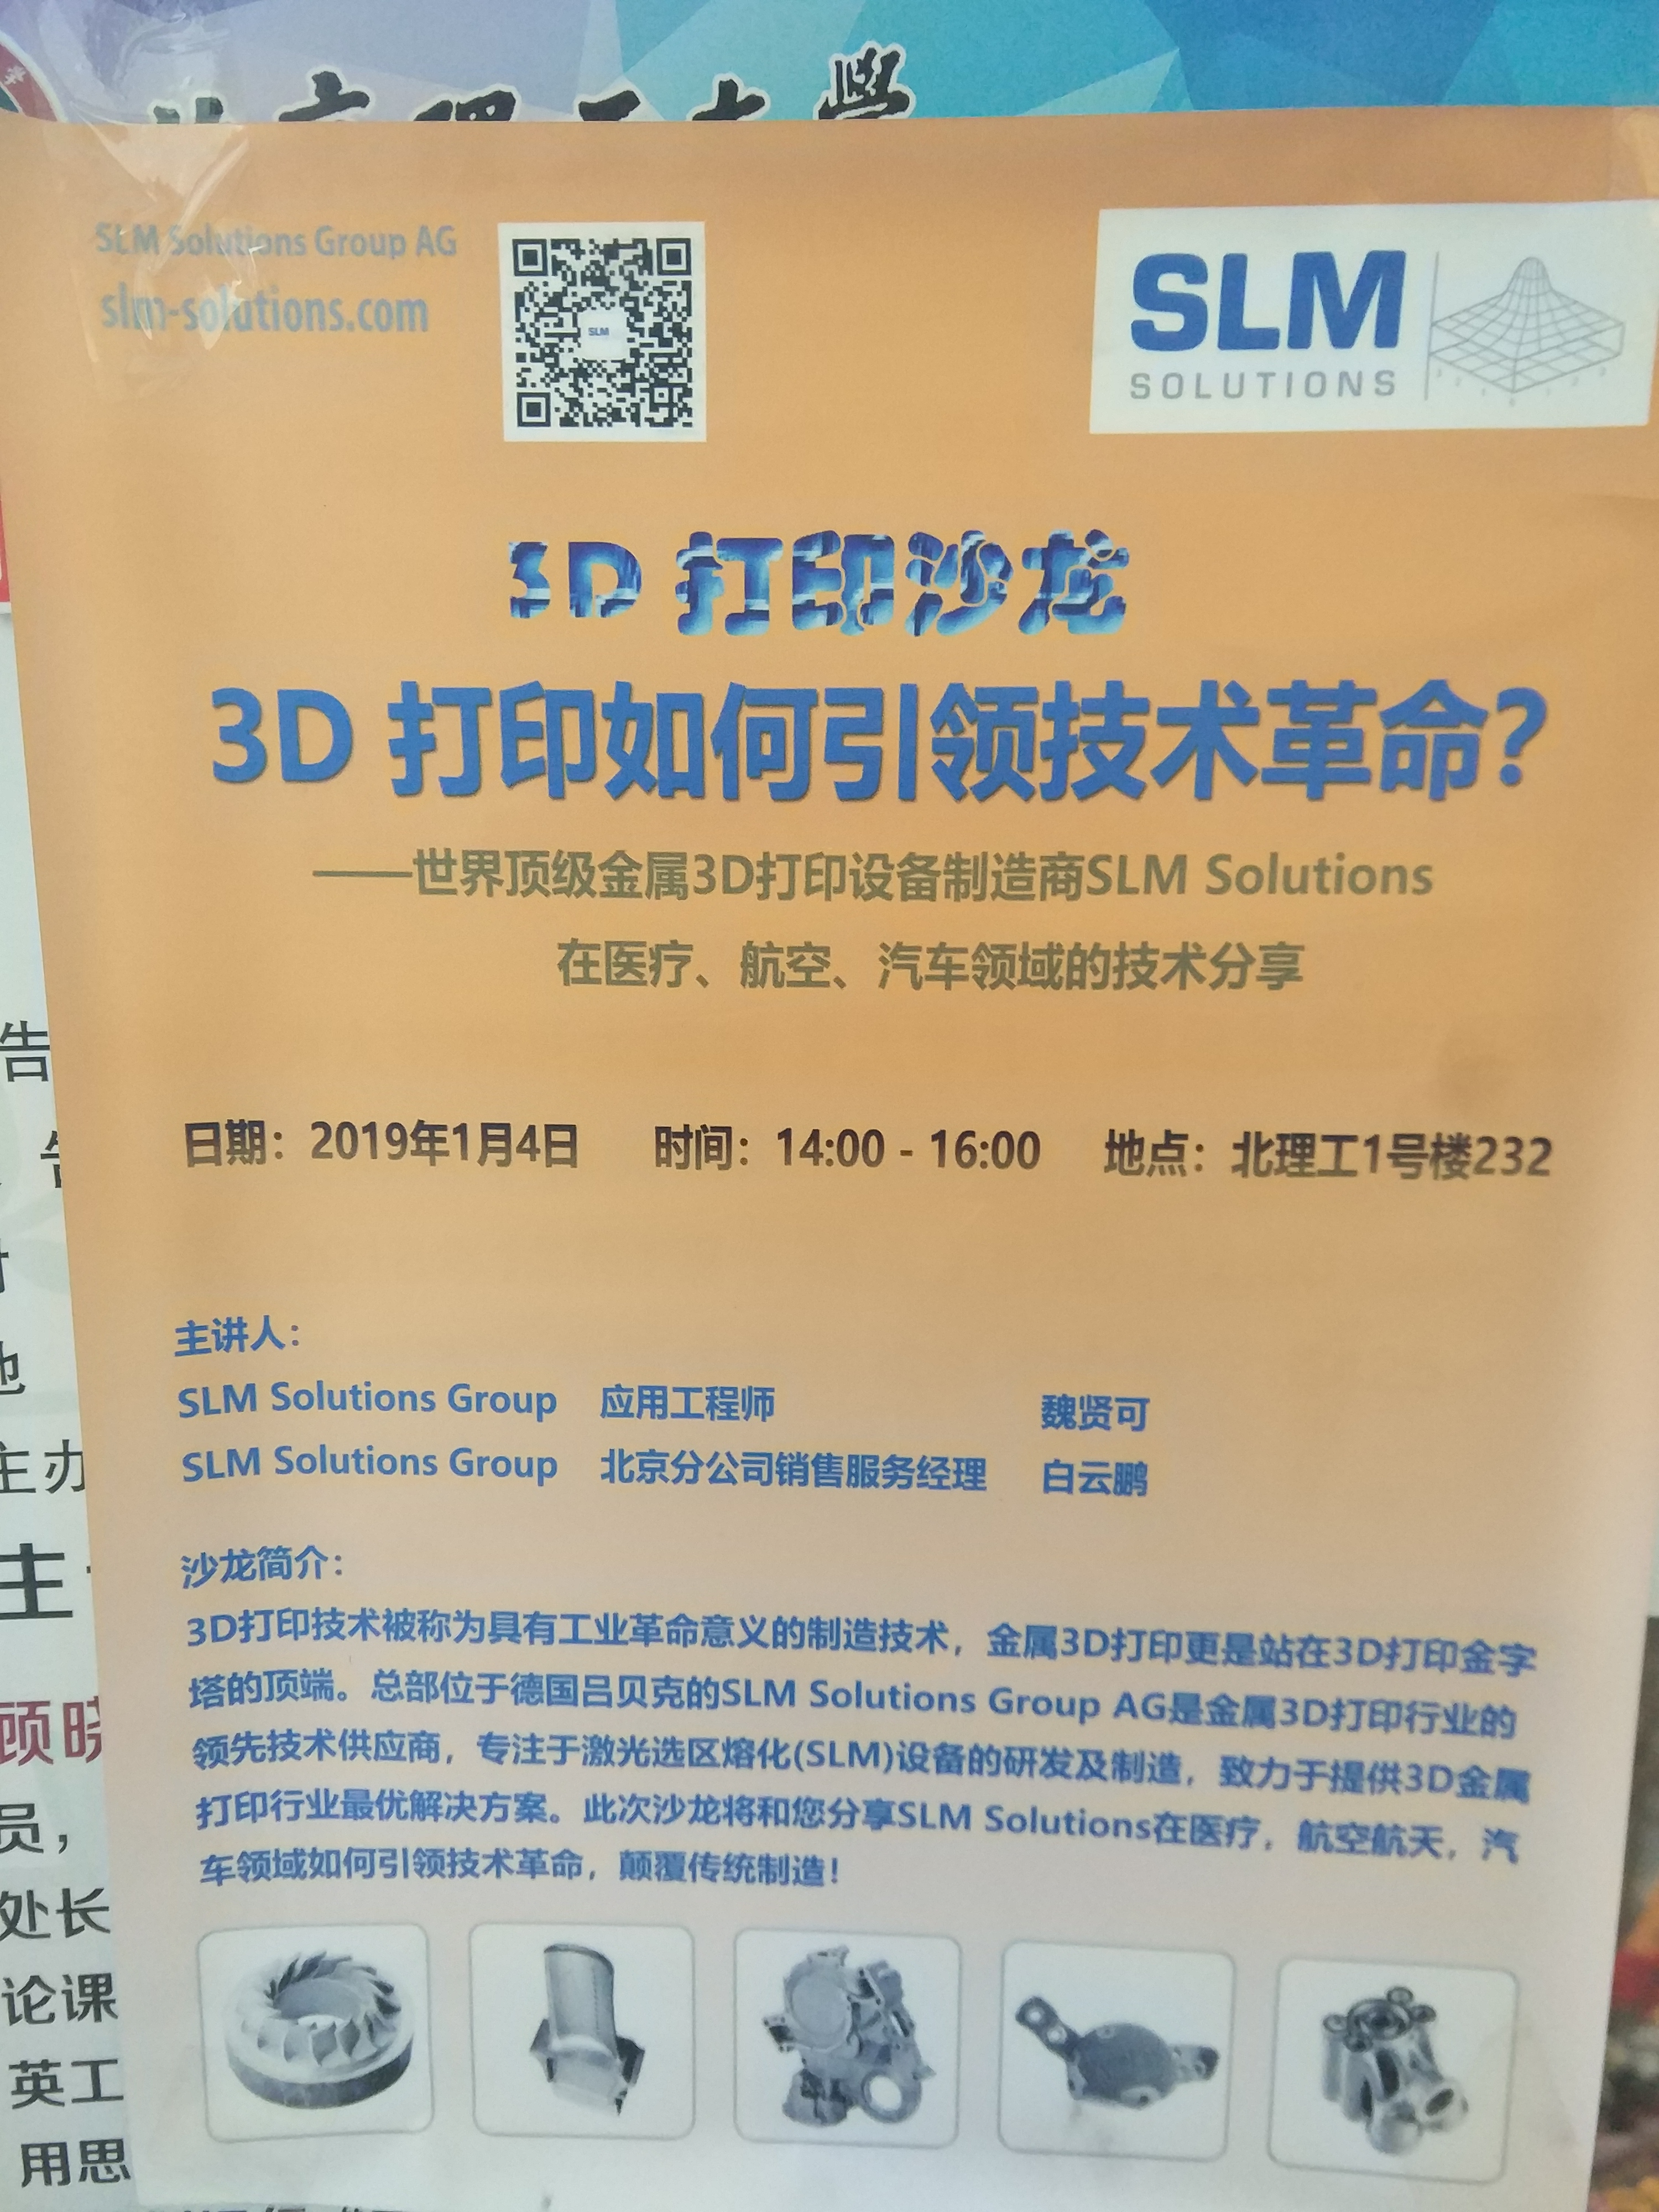 SLM Solutions Group AG
slm-solutions.com
SLM
SLM
SOLUTIONS
3D 打印沙龙
3D 打印如何引领技术革命?
——世界顶级金属3D打印设备制造商SLM Solutions
在医疗、航空、汽车领域的技术分享
日期：2019年1月4日 时间：14:00 - 16:00 地点：北理工1号楼232
主讲人：
SLM Solutions Group 应用工程师 魏贤可
SLM Solutions Group 北京分公司销售服务经理 白云鹏
沙龙简介：
3D打印技术被称为具有工业革命意义的制造技术，金属3D打印更是站在3D打印金字
塔的顶端。总部位于德国吕贝克的SLM Solutions Group AG是金属3D打印行业的
领先技术供应商，专注于激光选区熔化(SLM)设备的研发及制造，致力于提供3D金属
打印行业最优解决方案。此次沙龙将和您分享SLM Solutions在医疗，航空航天，汽
车领域如何引领技术革命，颠覆传统制造！
告
主办
主
顾晓
员，
处长
论课
英工
用思